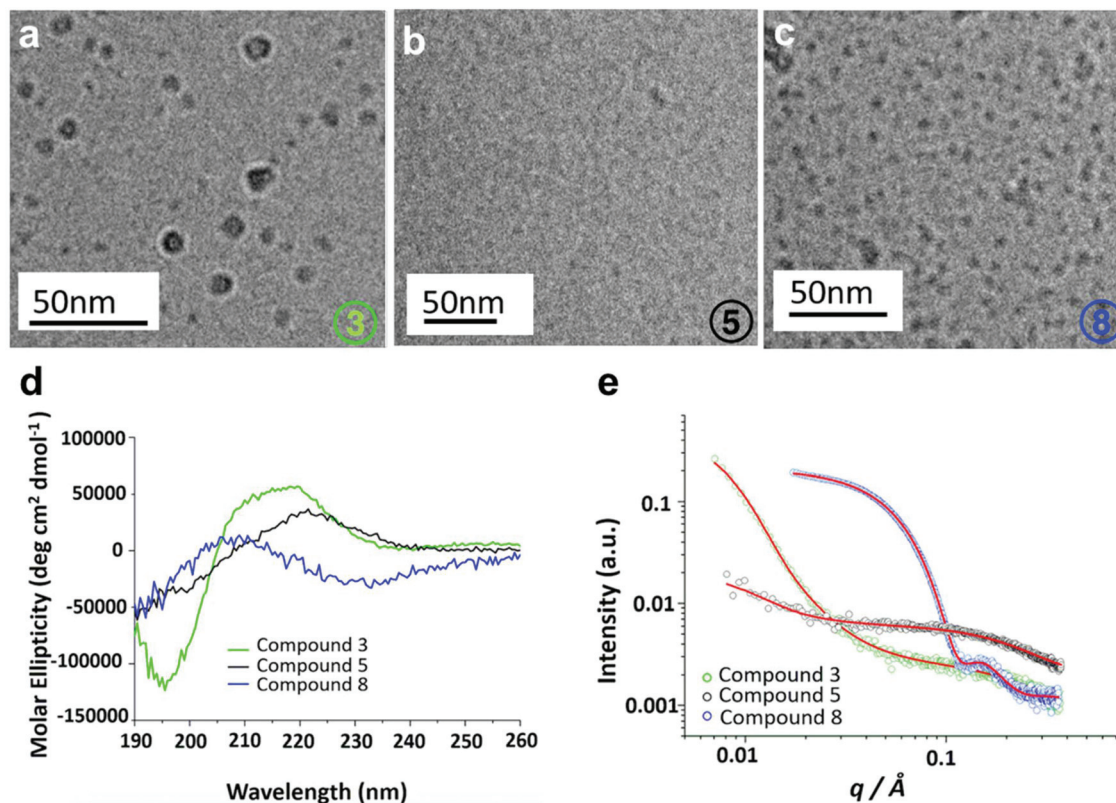 a
b
c
50nm
3
50nm
5
50nm
8
d
Molar Ellipticity (deg cm² dmol⁻¹)
100000
50000
0
-50000
-100000
-150000
Compound 3
Compound 5
Compound 8
190 200 210 220 230 240 250 260
Wavelength (nm)
e
Intensity (a.u.)
0.1
0.01
0.001
Compound 3
Compound 5
Compound 8
0.01 0.1
q / Å